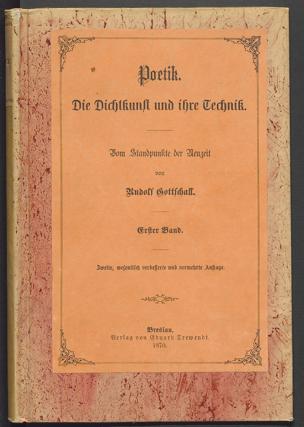 Poetik.
Die Dichtkunst und ihre Technik.
Vom Standpunkte der Neuzeit
von
Rudolf Gottschall.
Erster Band.
Zweite, wesentlich verbesserte und vermehrte Auflage.
Breslau.
Verlag von Eduard Trewendt.
1870.